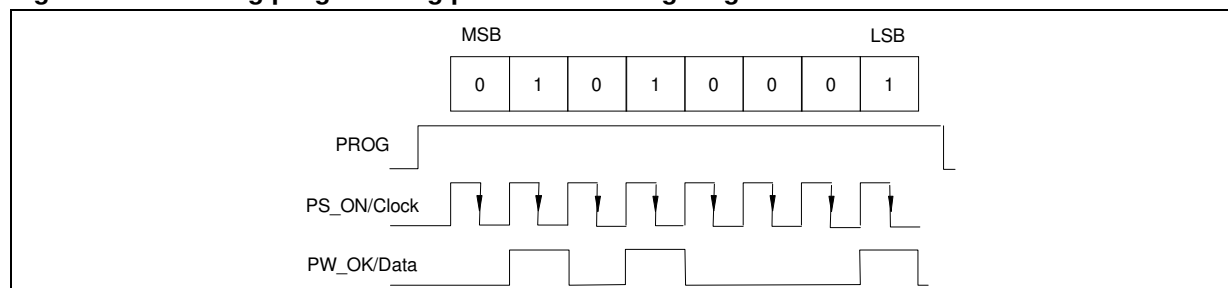 MSB LSB
0 1 0 1 0 0 0 1
PROG
PS_ON/Clock
PW_OK/Data